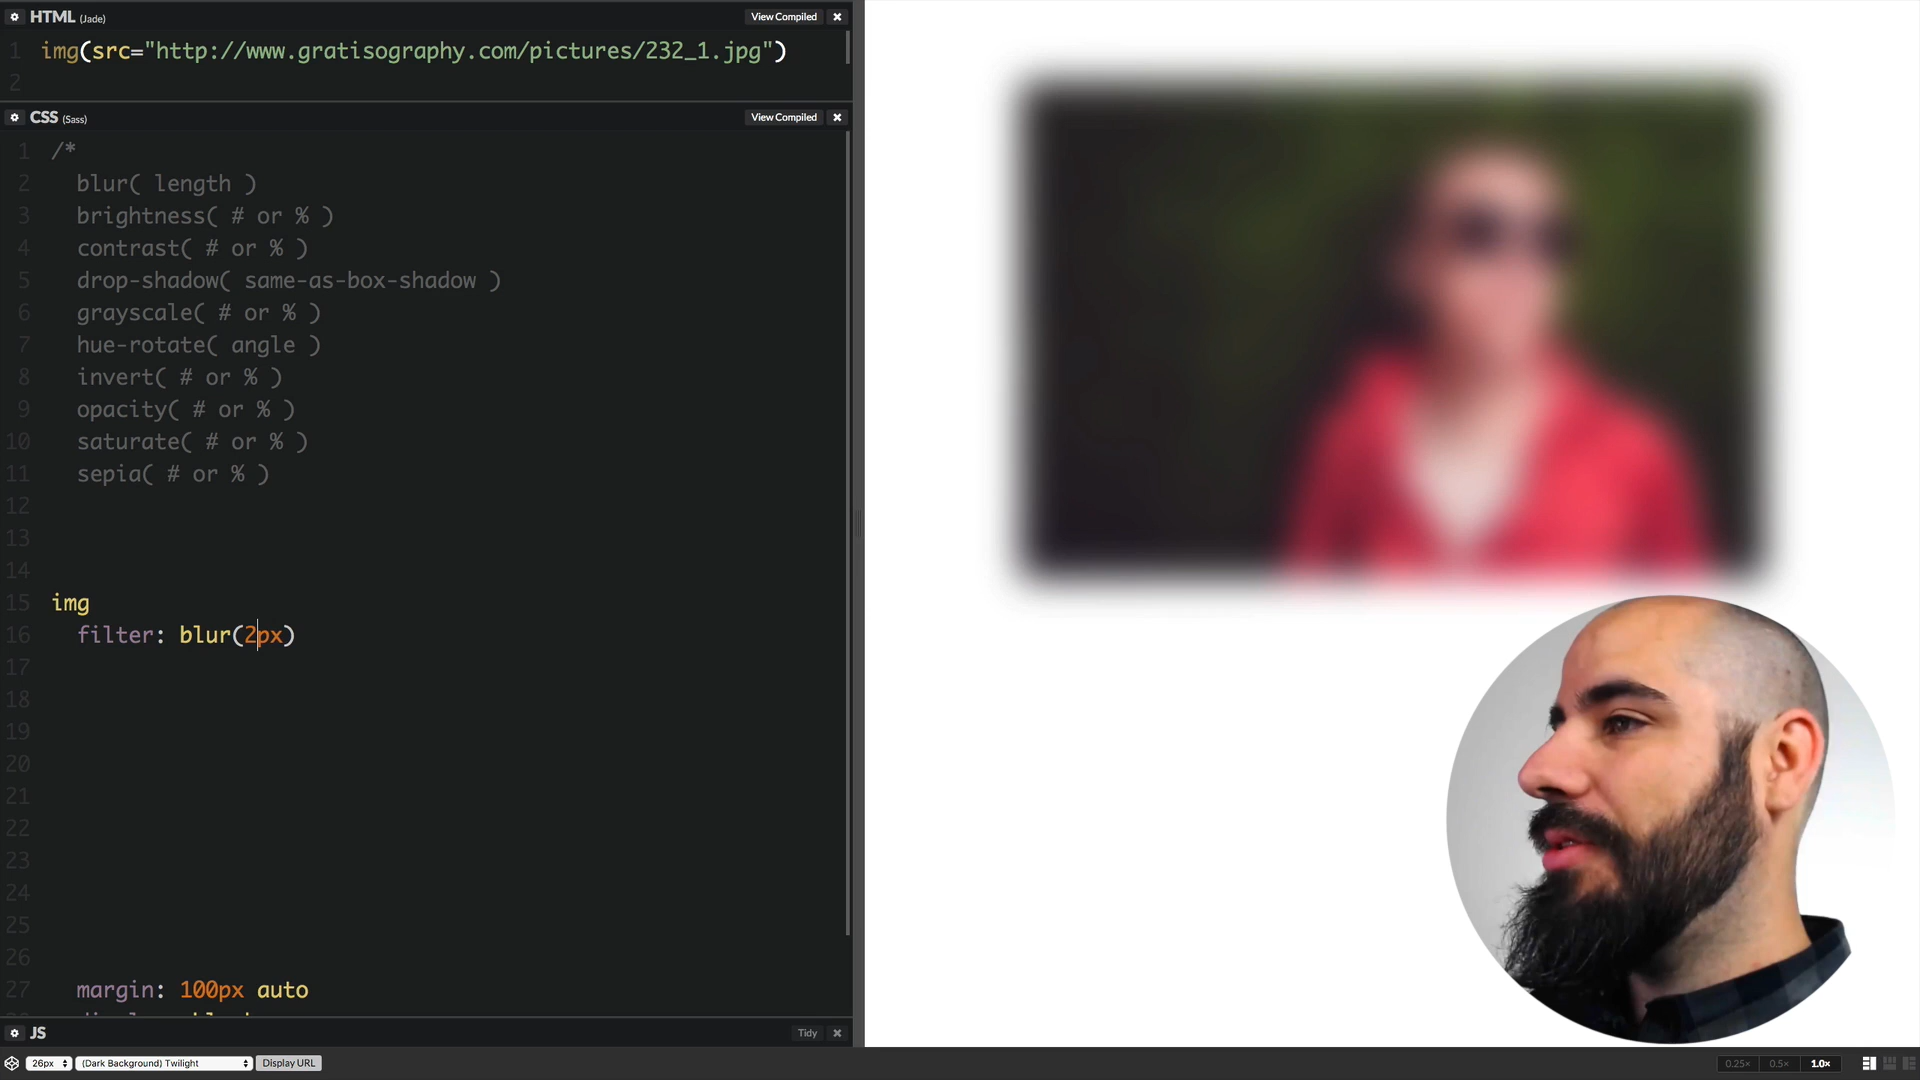 HTML (Jade)
View Compiled
1 img(src="http://www.gratisography.com/pictures/232_1.jpg")
2
CSS (Sass)
View Compiled
1 /*
2 blur( length )
3 brightness( # or % )
4 contrast( # or % )
5 drop-shadow( same-as-box-shadow )
6 grayscale( # or % )
7 hue-rotate( angle )
8 invert( # or % )
9 opacity( # or % )
10 saturate( # or % )
11 sepia( # or % )
12
13
14
15 img
16 filter: blur(2px)
17
18
19
20
21
22
23
24
25
26
27 margin: 100px auto
JS
Tidy
26px
(Dark Background) Twilight
Display URL
0.25×
0.5×
1.0×